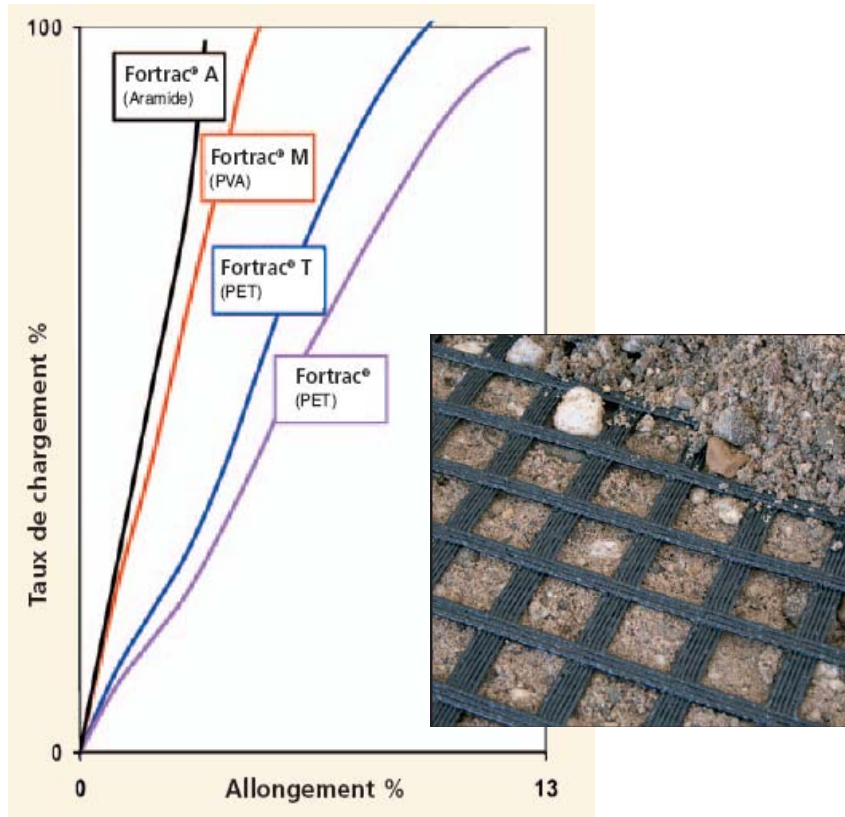 100
Fortrac® A
(Aramide)
Fortrac® M
(PVA)
Fortrac® T
(PET)
Fortrac®
(PET)
Taux de chargement %
0
0
Allongement %
13